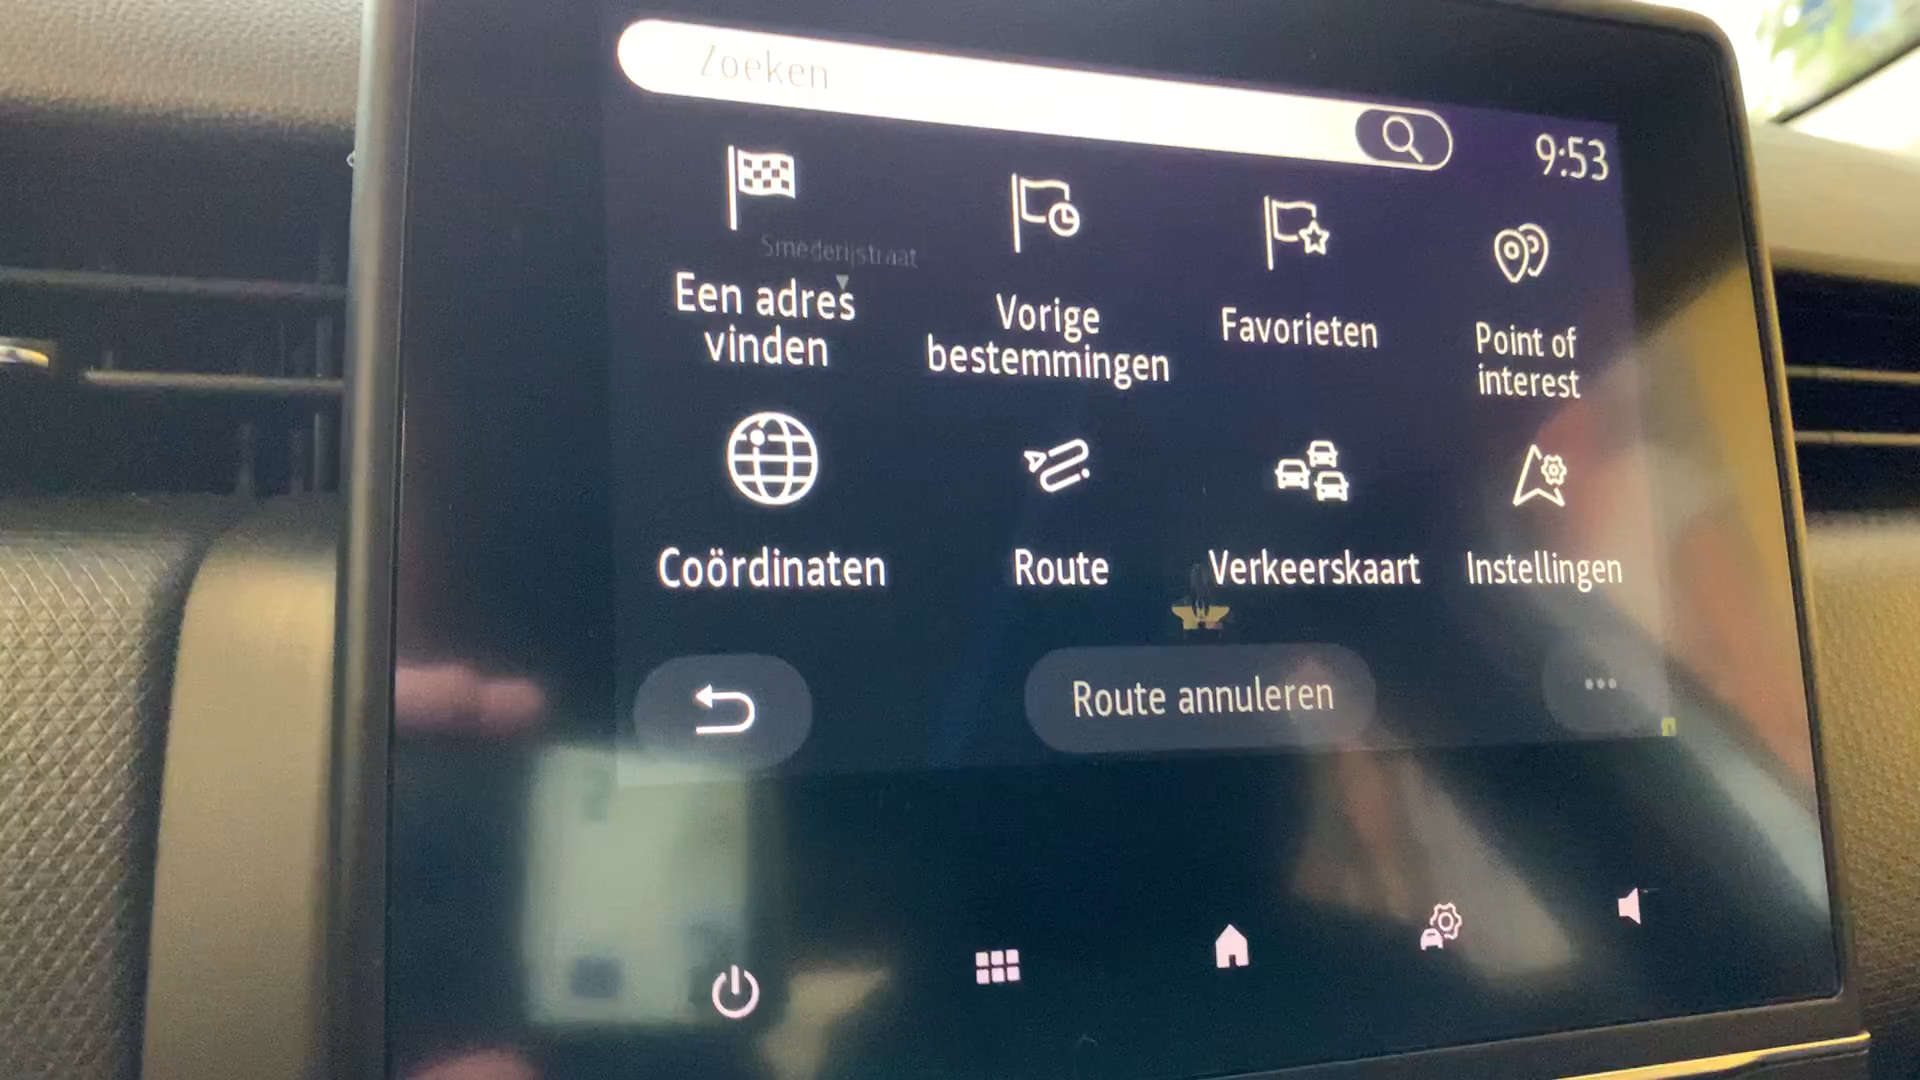 Zoeken
9:53
Smederijstraat
Een adres
vinden
Vorige
bestemmingen
Favorieten
Point of
interest
Coördinaten
Route
Verkeerskaart
Instellingen
Route annuleren